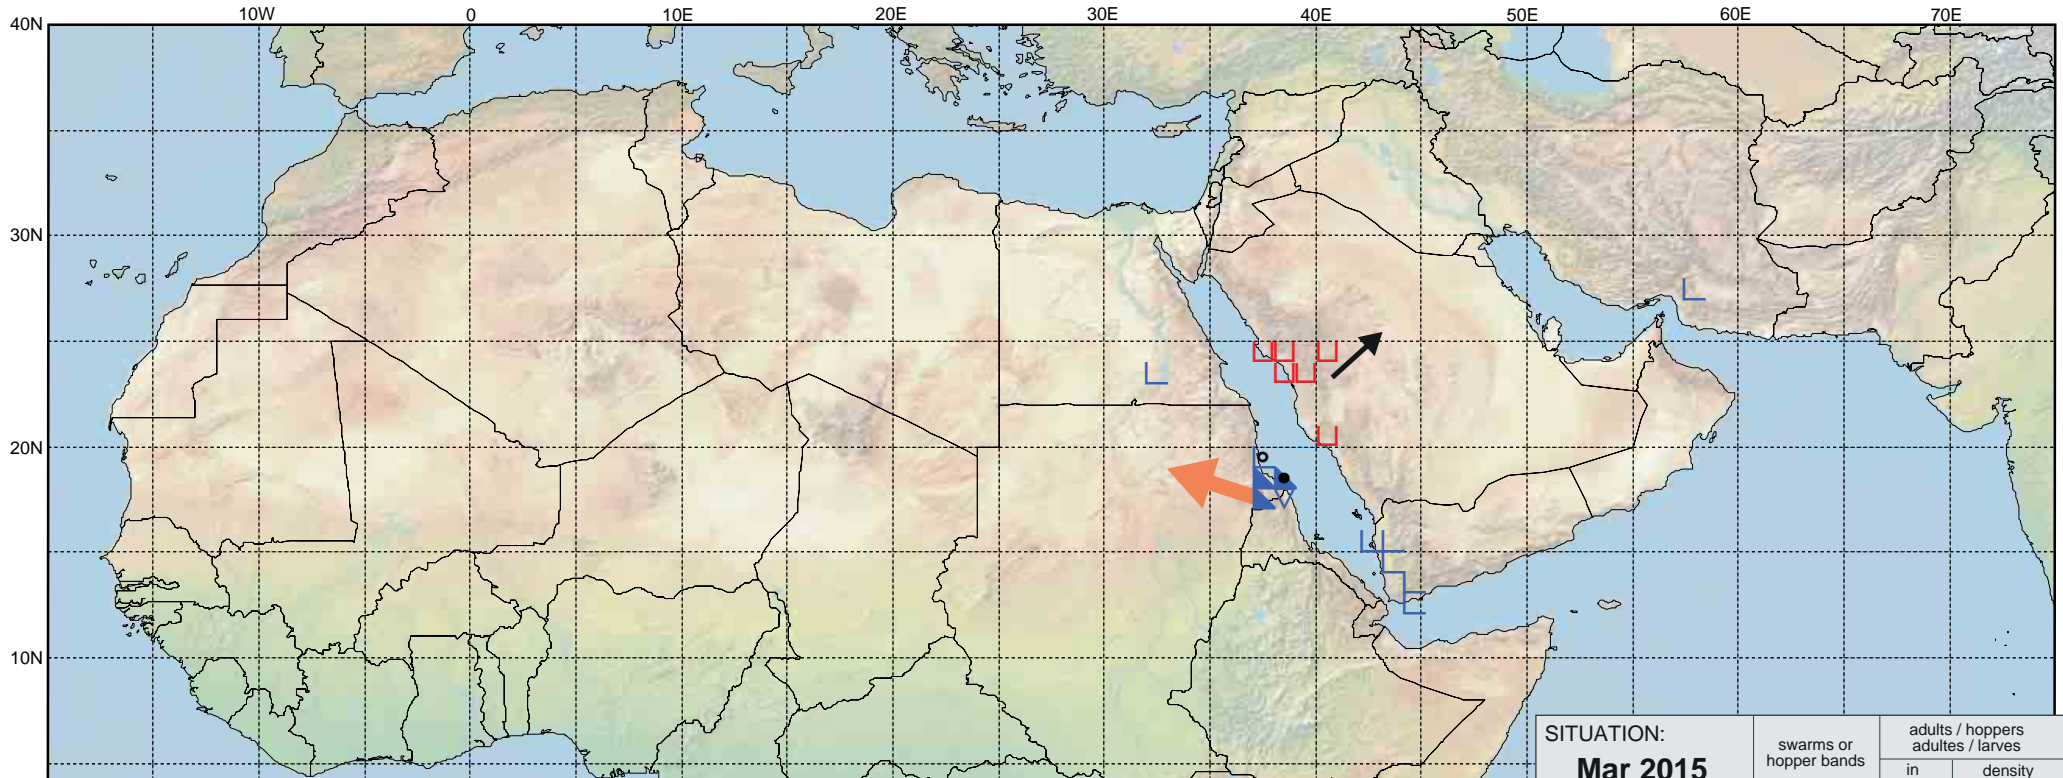 10W 0 10E 20E 30E 40E 50E 60E 70E
40N
30N
20N
10N
SITUATION:
Mar 2015
swarms or
hopper bands
adults / hoppers
adultes / larves
in density